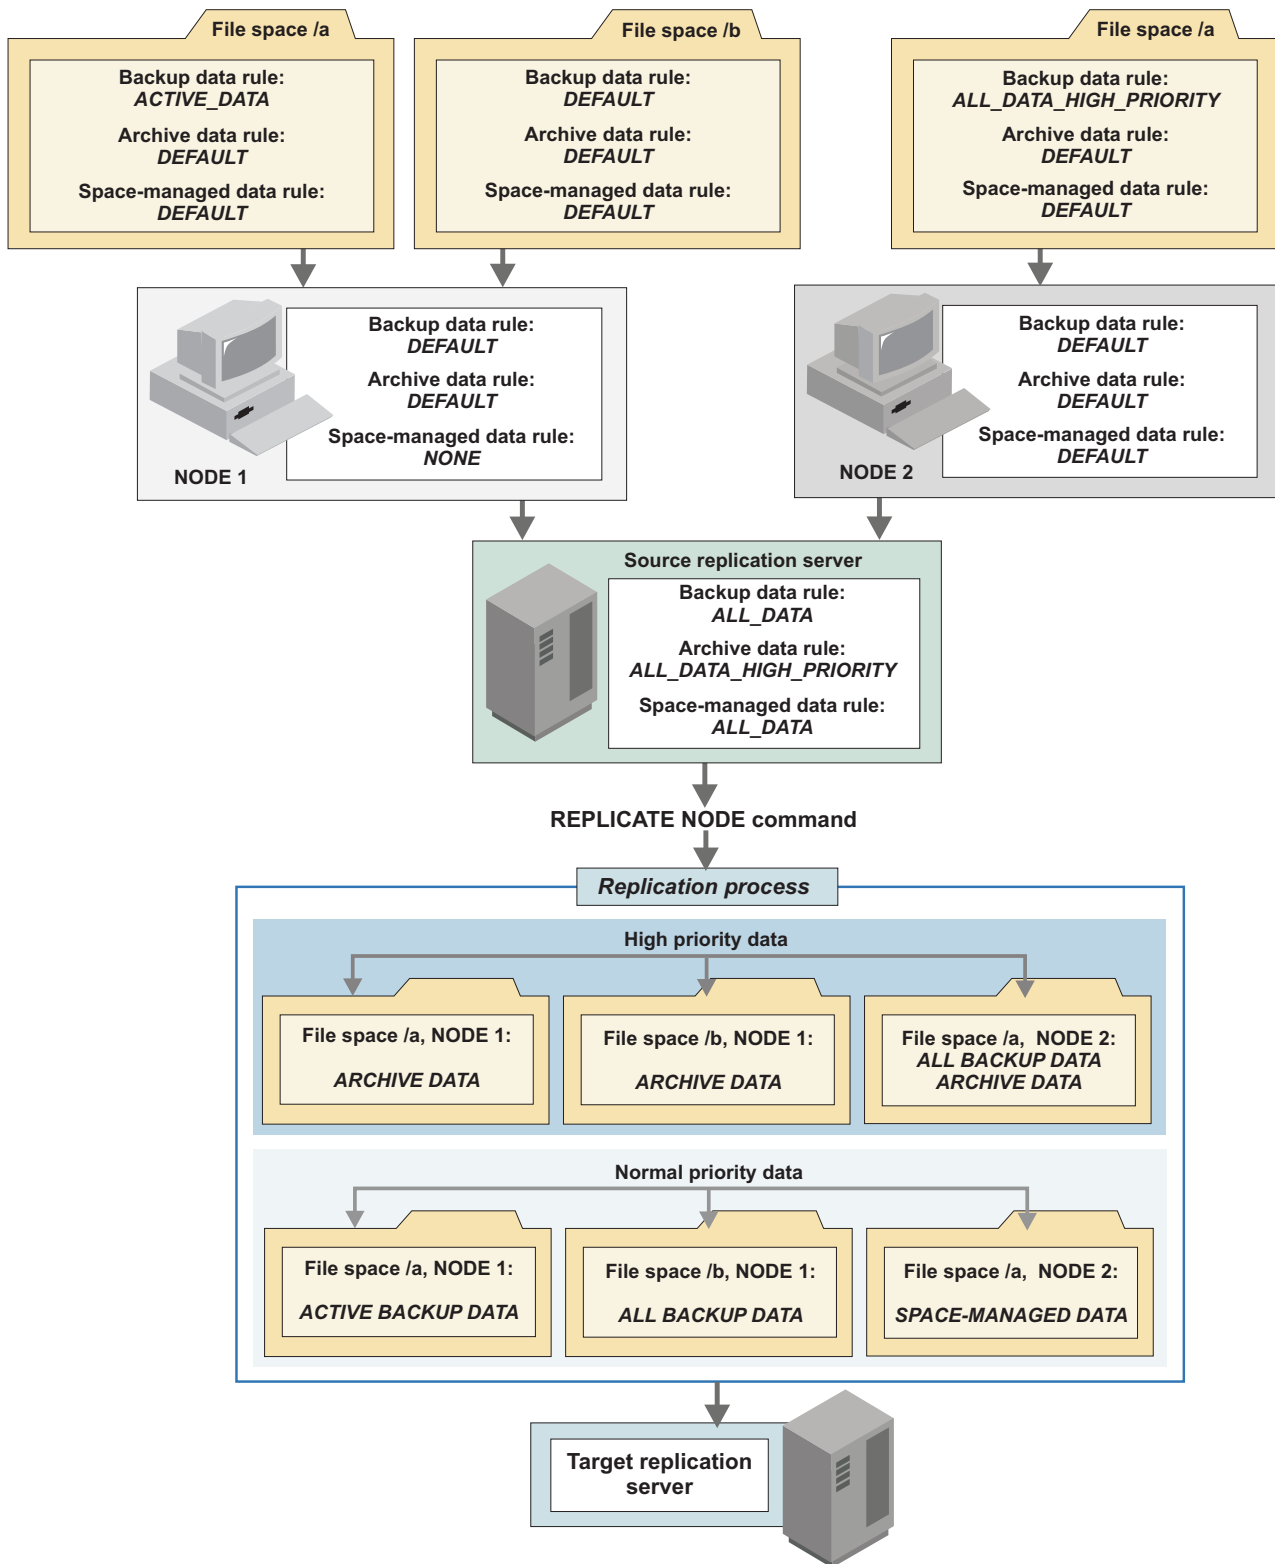 File space /a
Backup data rule:
ACTIVE_DATA
Archive data rule:
DEFAULT
Space-managed data rule:
DEFAULT
File space /b
Backup data rule:
DEFAULT
Archive data rule:
DEFAULT
Space-managed data rule:
DEFAULT
File space /a
Backup data rule:
ALL_DATA_HIGH_PRIORITY
Archive data rule:
DEFAULT
Space-managed data rule:
DEFAULT
Backup data rule:
DEFAULT
Archive data rule:
DEFAULT
Space-managed data rule:
NONE
NODE 1
Backup data rule:
DEFAULT
Archive data rule:
DEFAULT
Space-managed data rule:
DEFAULT
NODE 2
Source replication server
Backup data rule:
ALL_DATA
Archive data rule:
ALL_DATA_HIGH_PRIORITY
Space-managed data rule:
ALL_DATA
REPLICATE NODE command
Replication process
High priority data
File space /a, NODE 1:
ARCHIVE DATA
File space /b, NODE 1:
ARCHIVE DATA
File space /a, NODE 2:
ALL BACKUP DATA
ARCHIVE DATA
Normal priority data
File space /a, NODE 1:
ACTIVE BACKUP DATA
File space /b, NODE 1:
ALL BACKUP DATA
File space /a, NODE 2:
SPACE-MANAGED DATA
Target replication
server